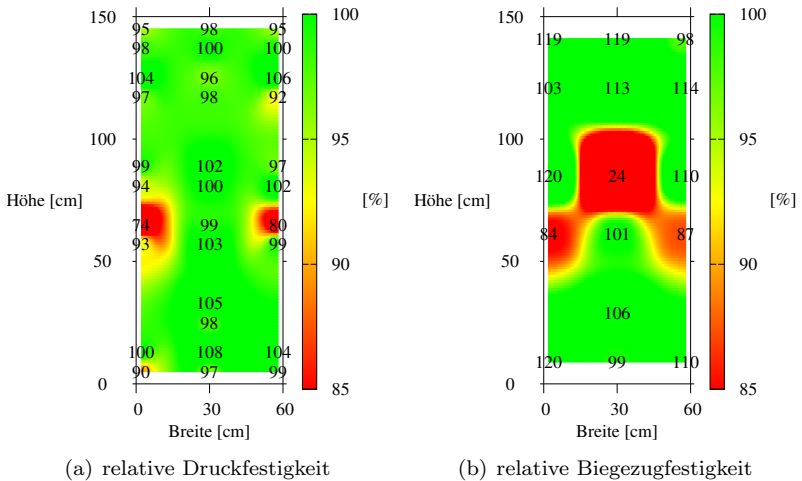 150
95 98 95
98 100 100
104 96 106
97 98 92
100
99 102 97
94 100 102
Höhe [cm]
74 99 80
93 103 99
50
105
98
100 108 104
90 97 99
0
0 30 60
Breite [cm]
100
95
[%]
90
85
(a) relative Druckfestigkeit
150
119 119 98
103 113 114
100
120 24 110
Höhe [cm]
84 101 87
50
106
120 99 110
0
0 30 60
Breite [cm]
100
95
[%]
90
85
(b) relative Biegezugfestigkeit